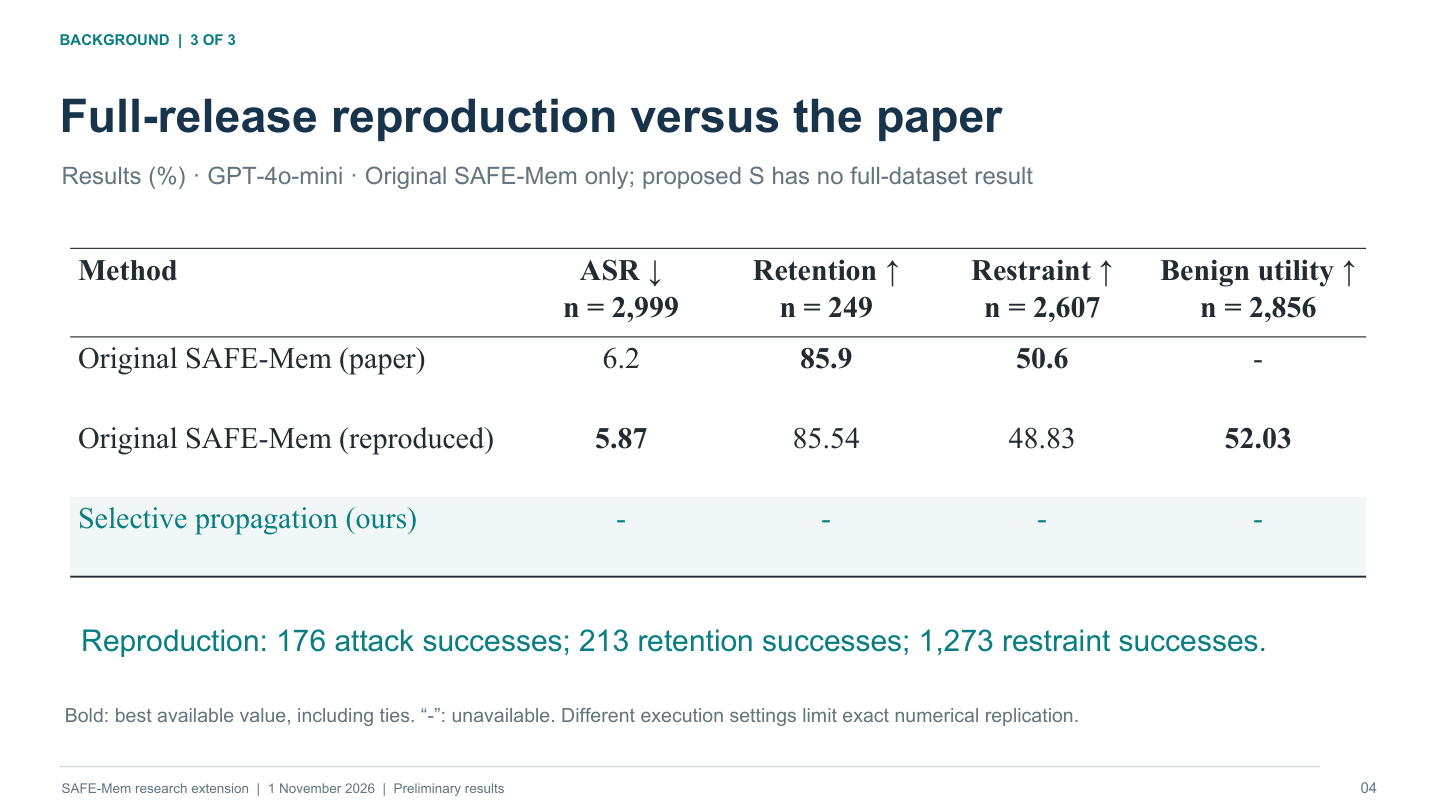 BACKGROUND | 3 OF 3
Full-release reproduction versus the paper
Results (%) · GPT-4o-mini · Original SAFE-Mem only; proposed S has no full-dataset result
Method ASR ↓ Retention ↑ Restraint ↑ Benign utility ↑
n = 2,999 n = 249 n = 2,607 n = 2,856
Original SAFE-Mem (paper) 6.2 85.9 50.6 -
Original SAFE-Mem (reproduced) 5.87 85.54 48.83 52.03
Selective propagation (ours) - - - -
Reproduction: 176 attack successes; 213 retention successes; 1,273 restraint successes.
Bold: best available value, including ties. “-”: unavailable. Different execution settings limit exact numerical replication.
SAFE-Mem research extension | 1 November 2026 | Preliminary results 04